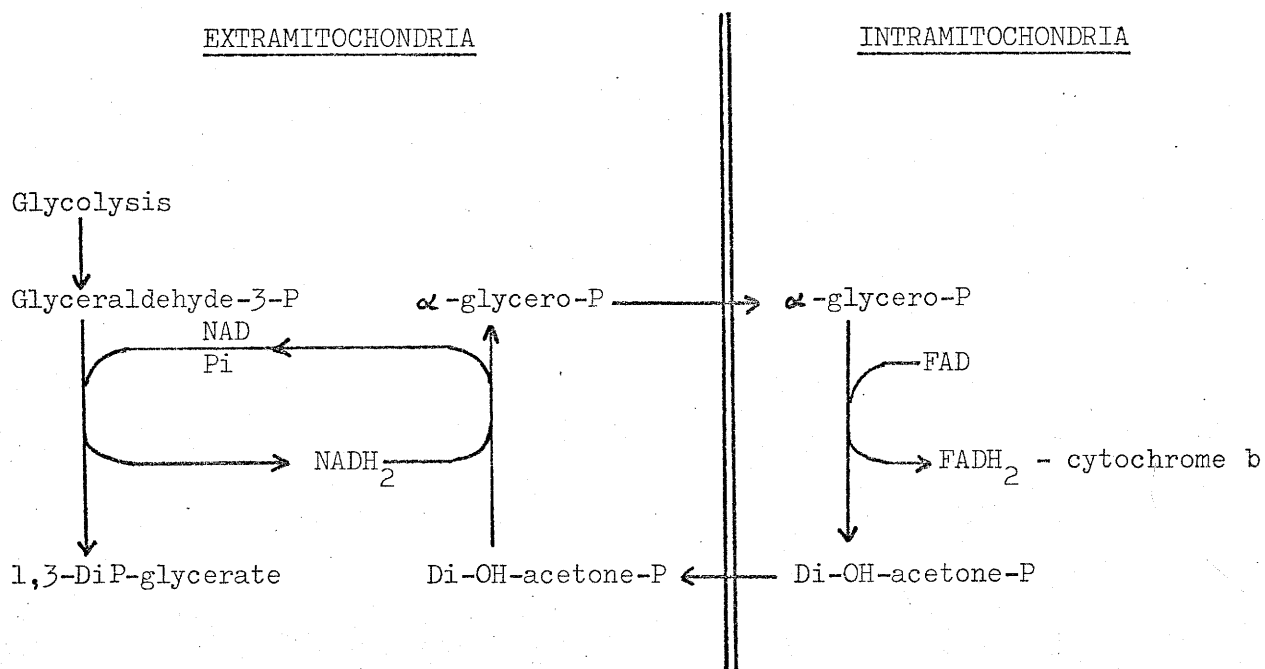 EXTRAMITOCHONDRIA
INTRAMITOCHONDRIA
Glycolysis
Glyceraldehyde-3-P
α-glycero-P
α-glycero-P
NAD
Pi
FAD
NADH2
FADH2 - cytochrome b
1,3-DiP-glycerate
Di-OH-acetone-P
Di-OH-acetone-P